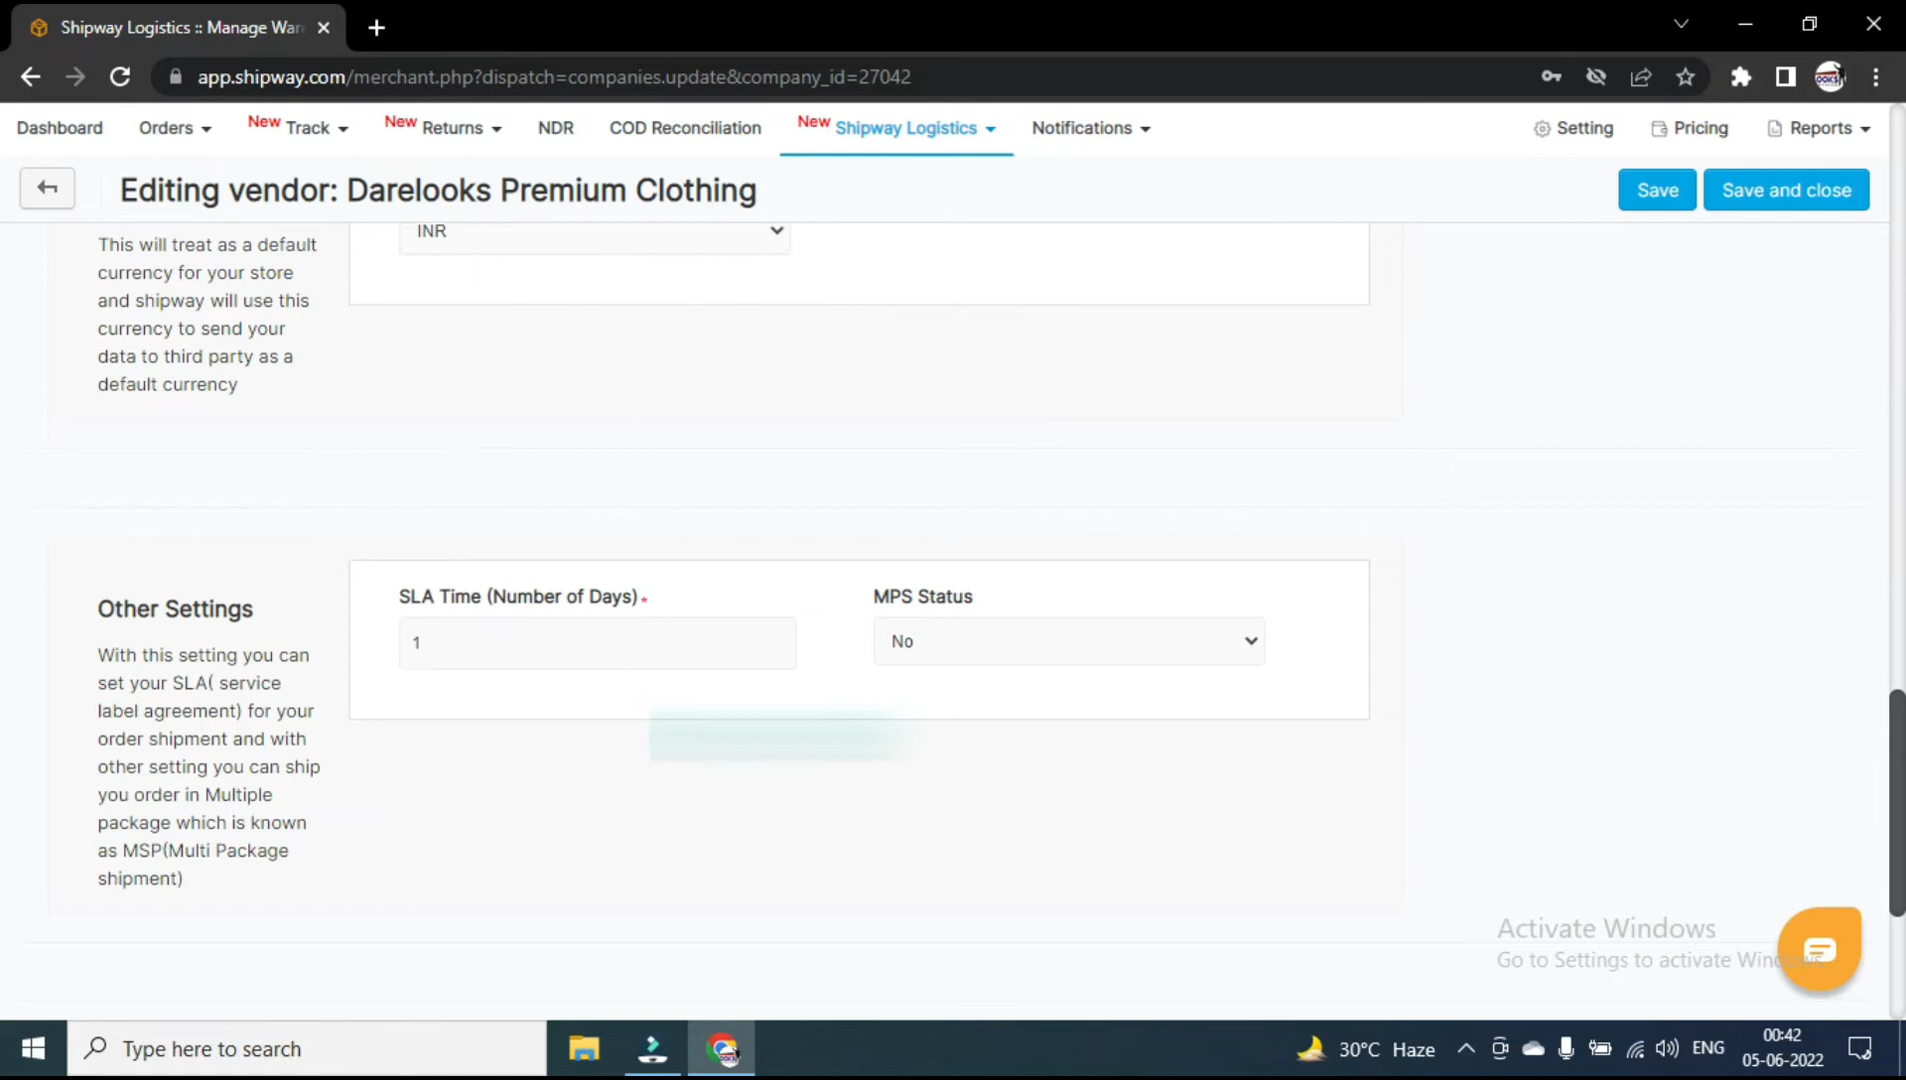 Shipway Logistics :: Manage War
app.shipway.com/merchant.php?dispatch=companies.update&company_id=27042
Dashboard Orders New Track New Returns NDR COD Reconciliation New Shipway Logistics Notifications Setting Pricing Reports
Editing vendor: Darelooks Premium Clothing
Save Save and close
INR
This will treat as a default
currency for your store
and shipway will use this
currency to send your
data to third party as a
default currency
Other Settings
With this setting you can
set your SLA( service
label agreement) for your
order shipment and with
other setting you can ship
you order in Multiple
package which is known
as MSP(Multi Package
shipment)
SLA Time (Number of Days) *
1
MPS Status
No
Activate Windows
Go to Settings to activate Windows
Type here to search
30°C Haze
ENG
00:42
05-06-2022